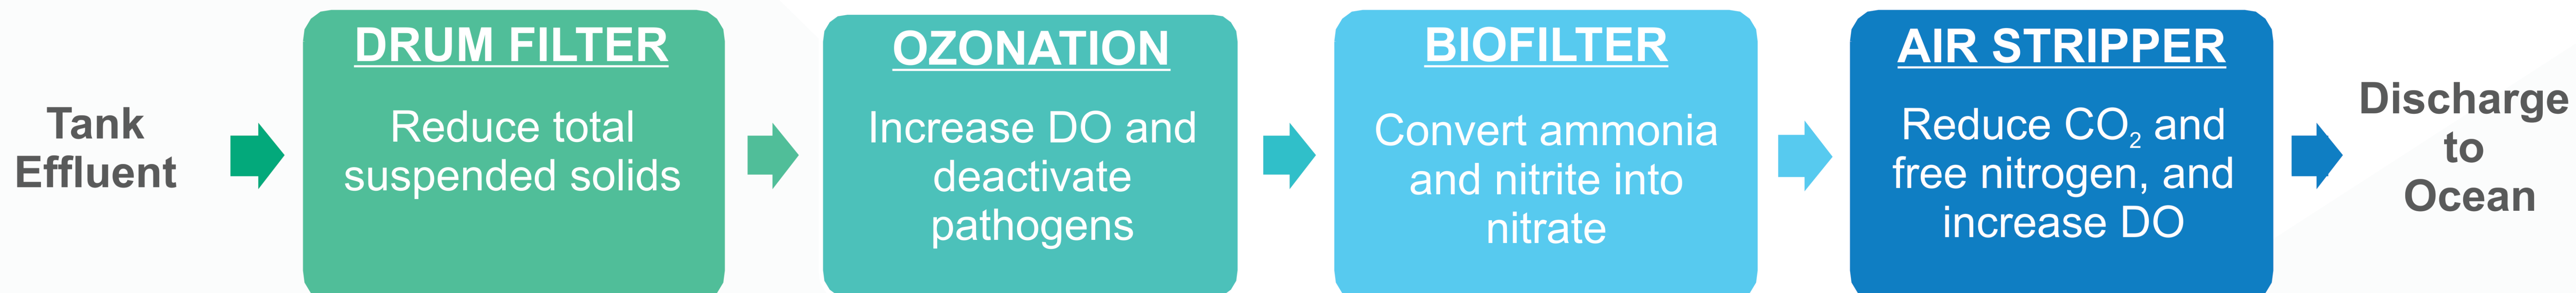 Tank
Effluent
DRUM FILTER
Reduce total
suspended solids
OZONATION
Increase DO and
deactivate
pathogens
BIOFILTER
Convert ammonia
and nitrite into
nitrate
AIR STRIPPER
Reduce CO₂ and
free nitrogen, and
increase DO
Discharge
to
Ocean